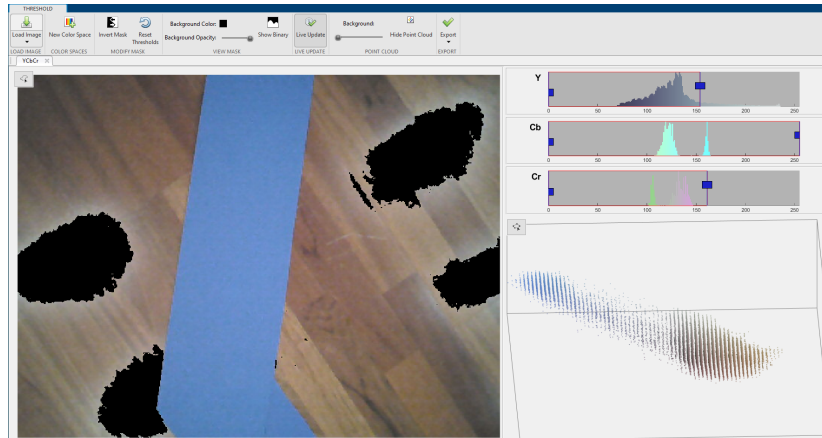 THRESHOLD
Load Image
New Color Space
Invert Mask
Reset
Thresholds
Background Color:
Background Opacity:
Show Binary
Live Update
Background:
Hide Point Cloud
Export
LOAD IMAGE
COLOR SPACES
MODIFY MASK
VIEW MASK
LIVE UPDATE
POINT CLOUD
EXPORT
YCbCr
Y
0 50 100 150 200 250
Cb
0 50 100 150 200 250
Cr
0 50 100 150 200 250